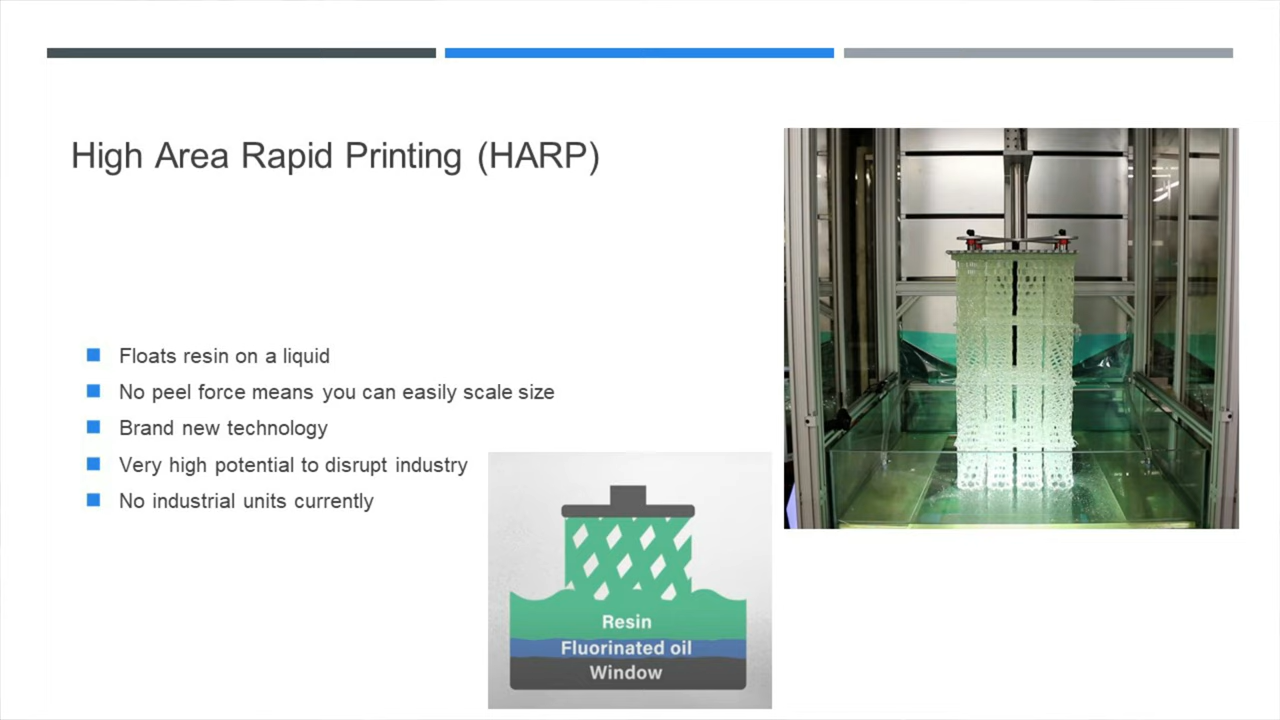 High Area Rapid Printing (HARP)
Floats resin on a liquid
No peel force means you can easily scale size
Brand new technology
Very high potential to disrupt industry
No industrial units currently
Resin
Fluorinated oil
Window